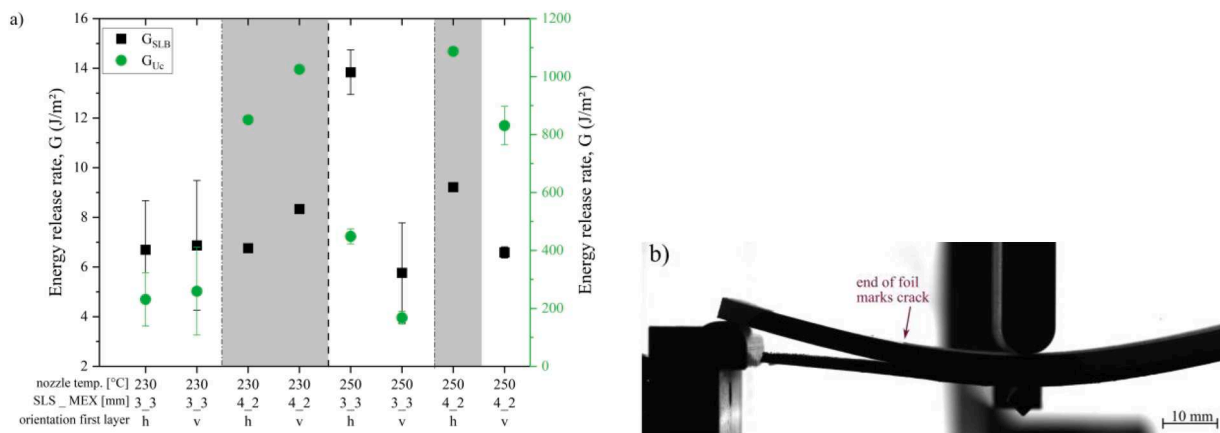 a)
16
14
12
10
8
6
4
2
Energy release rate, G (J/m²)
G_SLB
G_Uc
1200
1000
800
600
400
200
0
Energy release rate, G (J/m²)
nozzle temp. [°C] 230 230 230 230 250 250 250 250
SLS _ MEX [mm] 3_3 3_3 4_2 4_2 3_3 3_3 4_2 4_2
orientation first layer h v h v h v h v
b)
end of foil
marks crack
10 mm